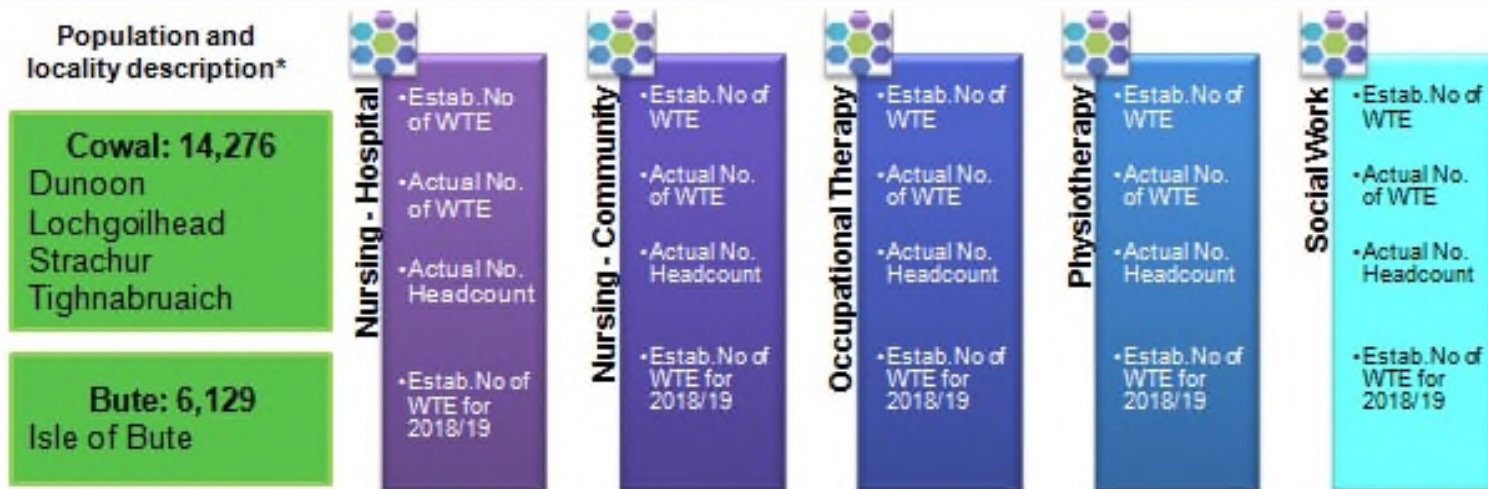 Population and
locality description*
Cowal: 14,276
Dunoon
Lochgoilhead
Strachur
Tighnabruaich
Bute: 6,129
Isle of Bute
Nursing - Hospital
•Estab.No
of WTE
•Actual No.
of WTE
•Actual No.
Headcount
•Estab.No of
WTE for
2018/19
Nursing - Community
•Estab.No of
WTE
•Actual No.
of WTE
•Actual No.
Headcount
•Estab.No of
WTE for
2018/19
Occupational Therapy
•Estab.No of
WTE
•Actual No.
of WTE
•Actual No.
Headcount
•Estab.No of
WTE for
2018/19
Physiotherapy
•Estab.No of
WTE
•Actual No.
of WTE
•Actual No.
Headcount
•Estab.No of
WTE for
2018/19
Social Work
•Estab.No of
WTE
•Actual No.
of WTE
•Actual No.
Headcount
•Estab.No of
WTE for
2018/19